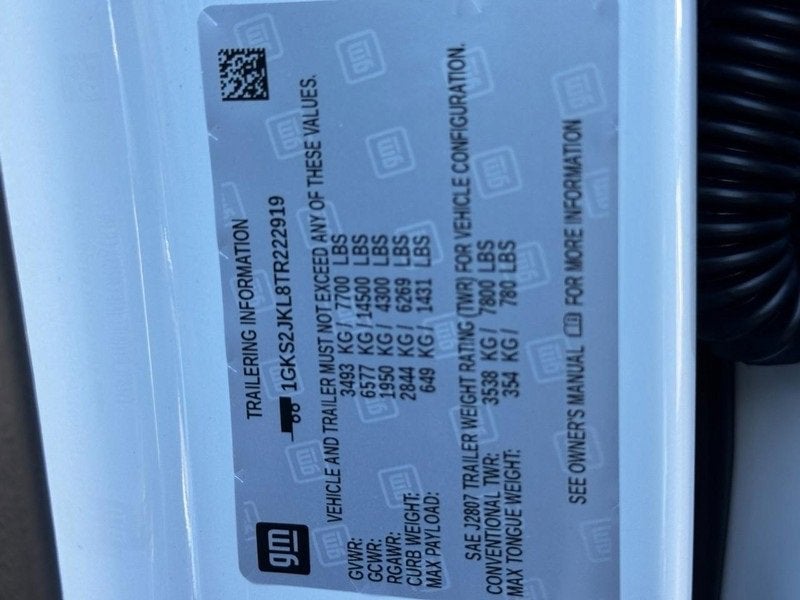 gm
TRAILERING INFORMATION
1GKS2JKL8TR222919
VEHICLE AND TRAILER MUST NOT EXCEED ANY OF THESE VALUES.
GVWR: 3493 KG / 7700 LBS
GCWR: 6577 KG / 14500 LBS
RGAWR: 1950 KG / 4300 LBS
CURB WEIGHT: 2844 KG / 6269 LBS
MAX PAYLOAD: 649 KG / 1431 LBS
SAE J2807 TRAILER WEIGHT RATING (TWR) FOR VEHICLE CONFIGURATION.
CONVENTIONAL TWR: 3538 KG / 7800 LBS
MAX TONGUE WEIGHT: 354 KG / 780 LBS
SEE OWNER'S MANUAL FOR MORE INFORMATION